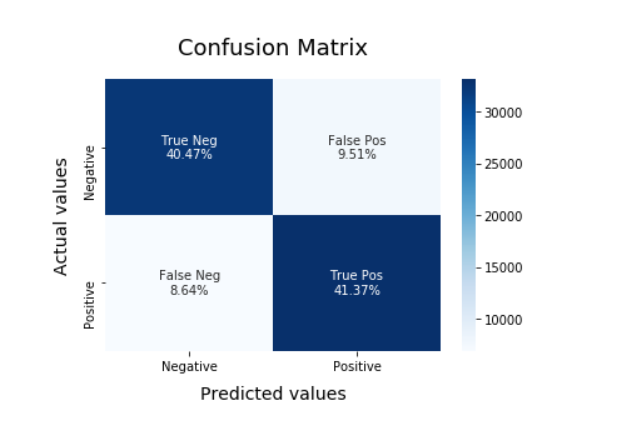 Confusion Matrix
True Neg
40.47%
False Pos
9.51%
False Neg
8.64%
True Pos
41.37%
Actual values
Negative
Positive
Negative
Positive
Predicted values
30000
25000
20000
15000
10000